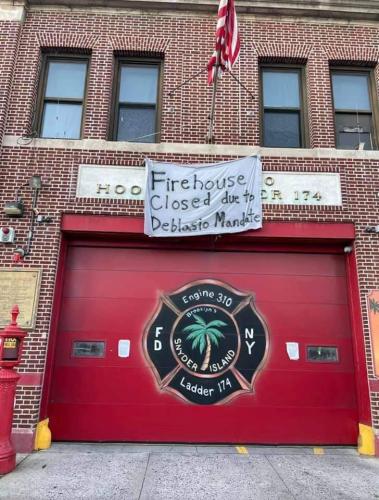 Firehouse
Closed due to
Deblasio Mandate
HOO
O
R 174
Engine 310
Brooklyn's
FD
NY
SNYDER ISLAND
Ladder 174